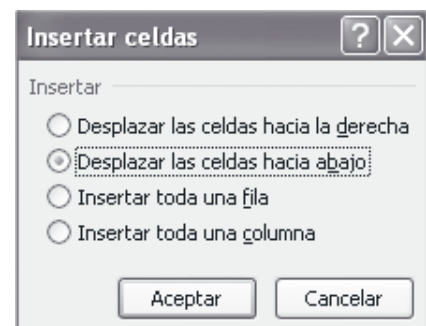 Insertar celdas
Insertar
Desplazar las celdas hacia la derecha
Desplazar las celdas hacia abajo
Insertar toda una fila
Insertar toda una columna
Aceptar Cancelar